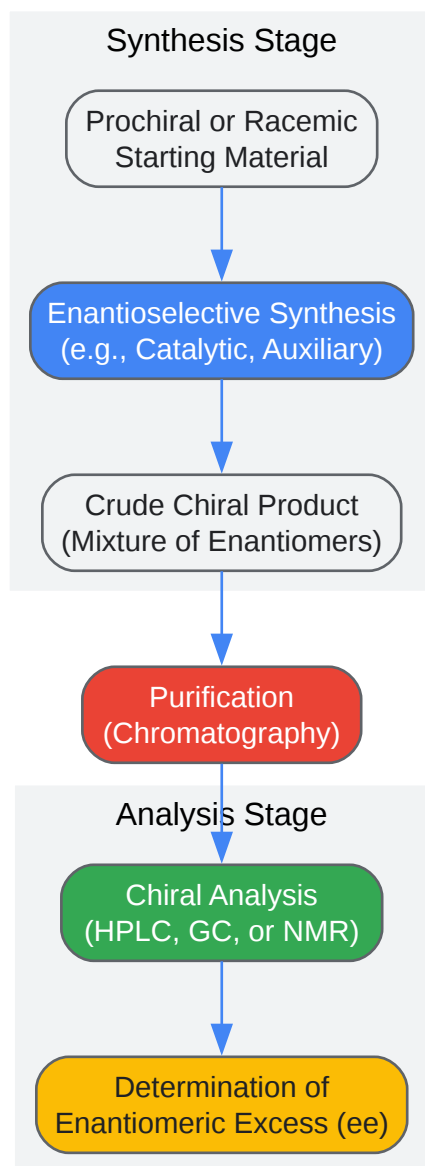 Synthesis Stage
Prochiral or Racemic
Starting Material
Enantioselective Synthesis
(e.g., Catalytic, Auxiliary)
Crude Chiral Product
(Mixture of Enantiomers)
Purification
(Chromatography)
Analysis Stage
Chiral Analysis
(HPLC, GC, or NMR)
Determination of
Enantiomeric Excess (ee)